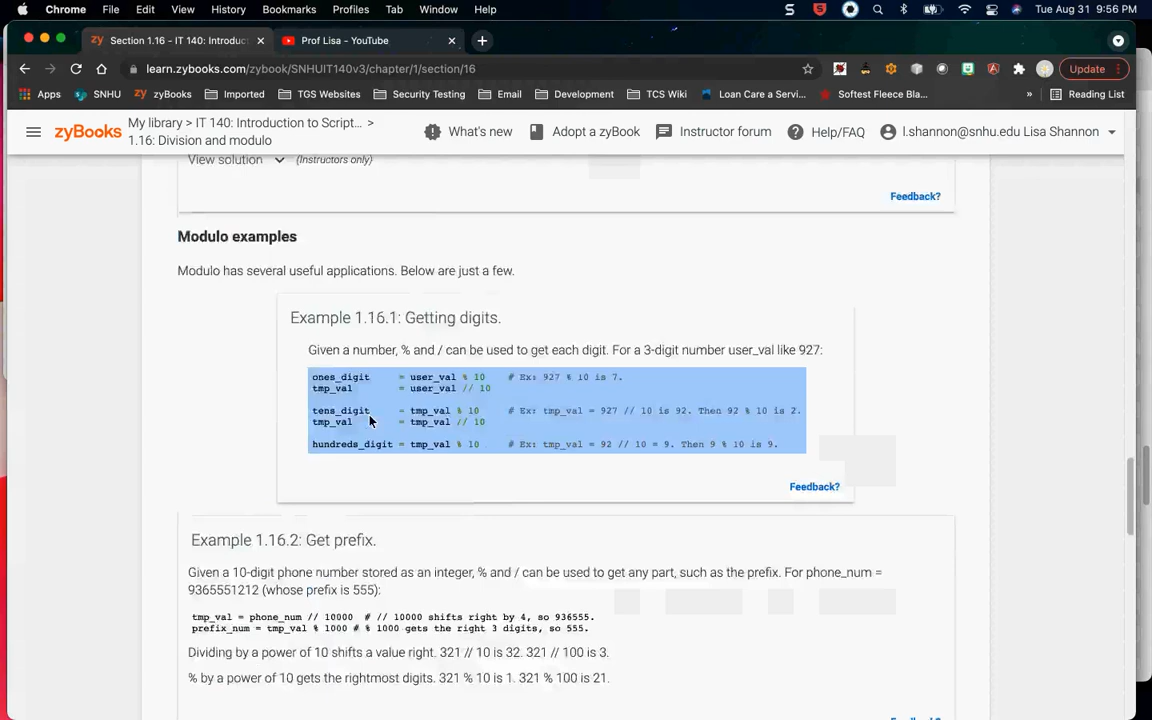 Chrome File Edit View History Bookmarks Profiles Tab Window Help Tue Aug 31 9:56 PM
zy Section 1.16 - IT 140: Introduc Prof Lisa - YouTube
learn.zybooks.com/zybook/SNHUIT140v3/chapter/1/section/16 Update
Apps SNHU zyBooks Imported TGS Websites Security Testing Email Development TCS Wiki Loan Care a Servi... Softest Fleece Bla... » Reading List
zyBooks My library > IT 140: Introduction to Script... > What's new Adopt a zyBook Instructor forum Help/FAQ l.shannon@snhu.edu Lisa Shannon
1.16: Division and modulo
View solution (Instructors only)
Feedback?
Modulo examples
Modulo has several useful applications. Below are just a few.
Example 1.16.1: Getting digits.
Given a number, % and / can be used to get each digit. For a 3-digit number user_val like 927:
ones_digit = user_val % 10 # Ex: 927 % 10 is 7.
tmp_val = user_val // 10
tens_digit = tmp_val % 10 # Ex: tmp_val = 927 // 10 is 92. Then 92 % 10 is 2.
tmp_val = tmp_val // 10
hundreds_digit = tmp_val % 10 # Ex: tmp_val = 92 // 10 = 9. Then 9 % 10 is 9.
Feedback?
Example 1.16.2: Get prefix.
Given a 10-digit phone number stored as an integer, % and / can be used to get any part, such as the prefix. For phone_num =
9365551212 (whose prefix is 555):
tmp_val = phone_num // 10000 # // 10000 shifts right by 4, so 936555.
prefix_num = tmp_val % 1000 # % 1000 gets the right 3 digits, so 555.
Dividing by a power of 10 shifts a value right. 321 // 10 is 32. 321 // 100 is 3.
% by a power of 10 gets the rightmost digits. 321 % 10 is 1. 321 % 100 is 21.
Feedback?